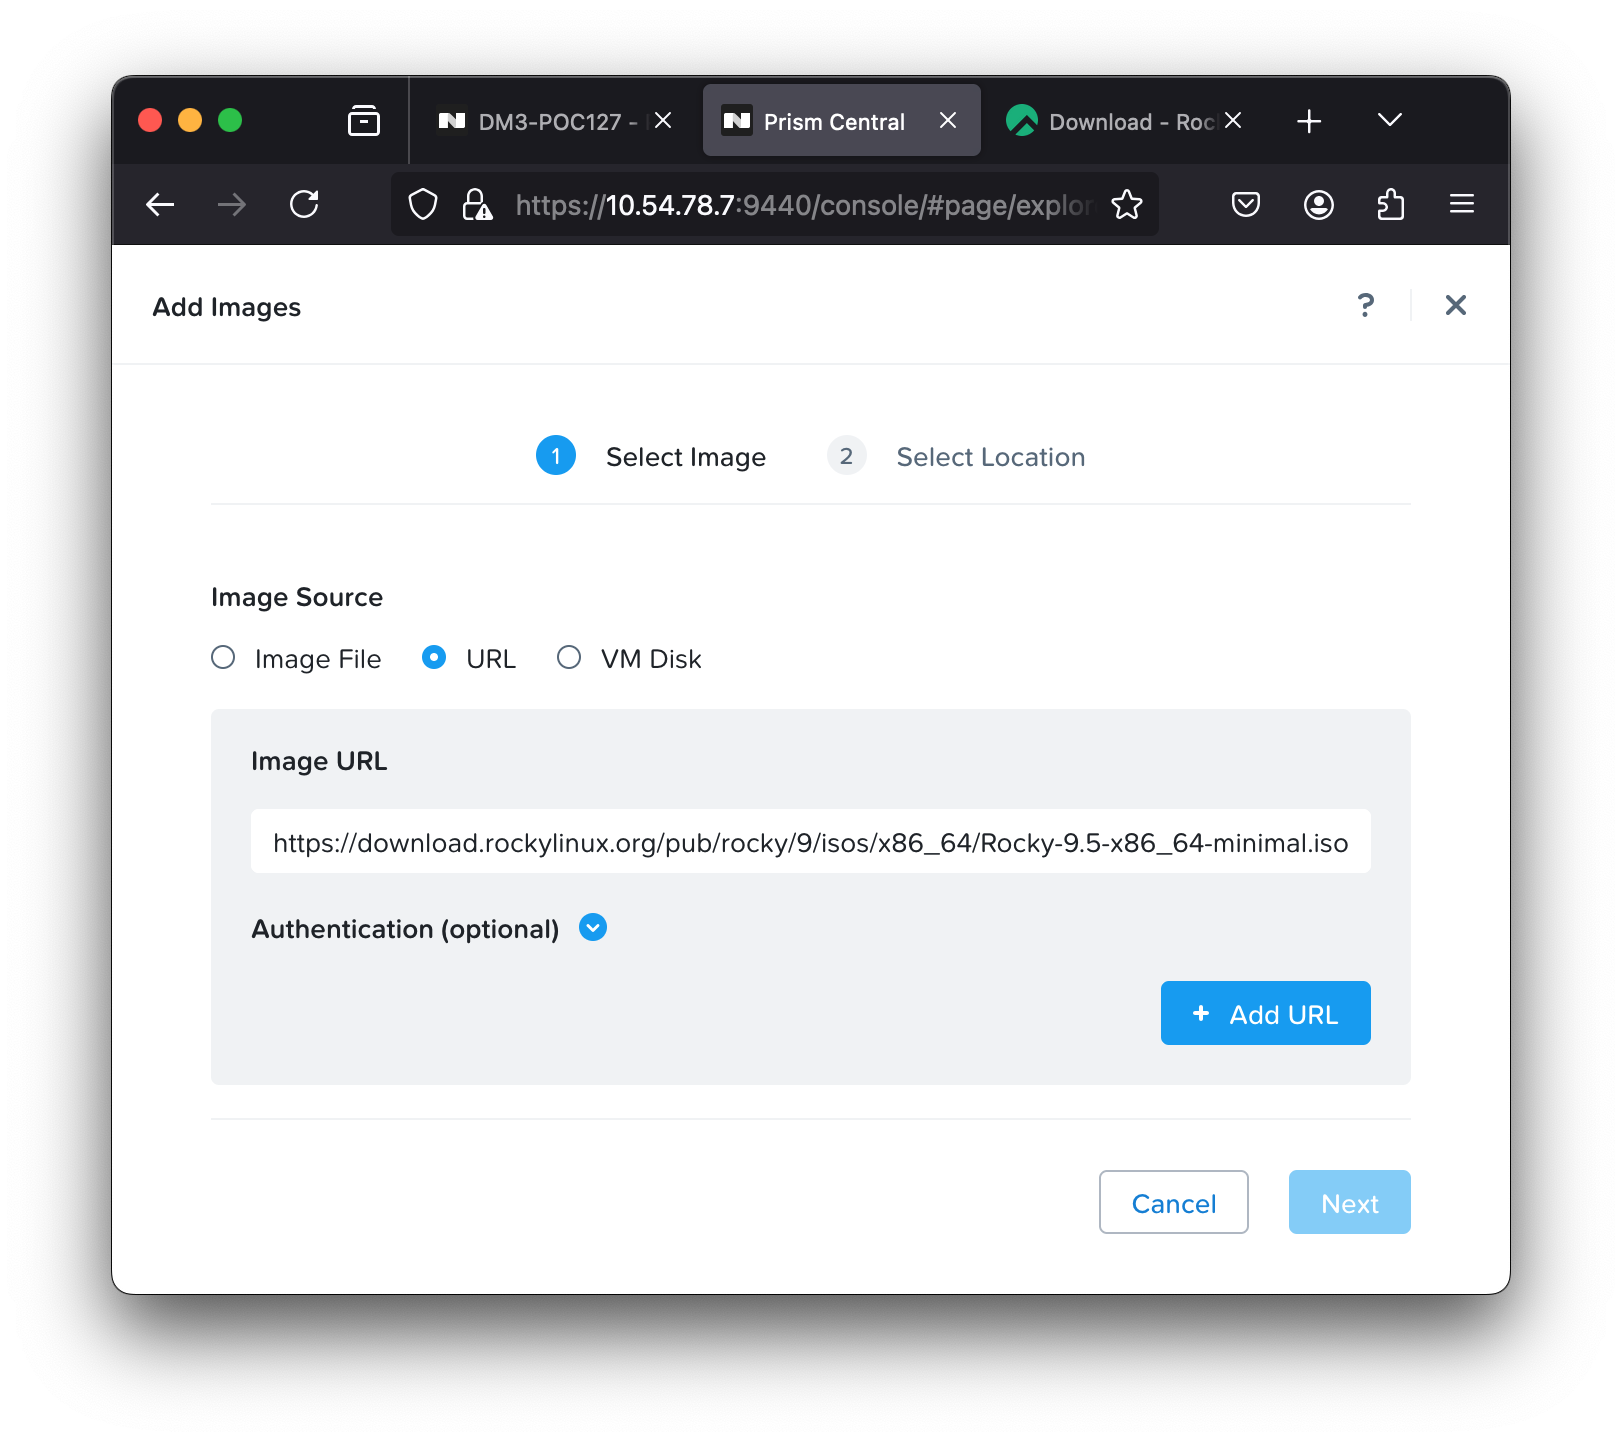 DM3-POC127 -
Prism Central
Download - Roc
https://10.54.78.7:9440/console/#page/explor
Add Images
?
1 Select Image
2 Select Location
Image Source
Image File
URL
VM Disk
Image URL
https://download.rockylinux.org/pub/rocky/9/isos/x86_64/Rocky-9.5-x86_64-minimal.iso
Authentication (optional)
+ Add URL
Cancel
Next